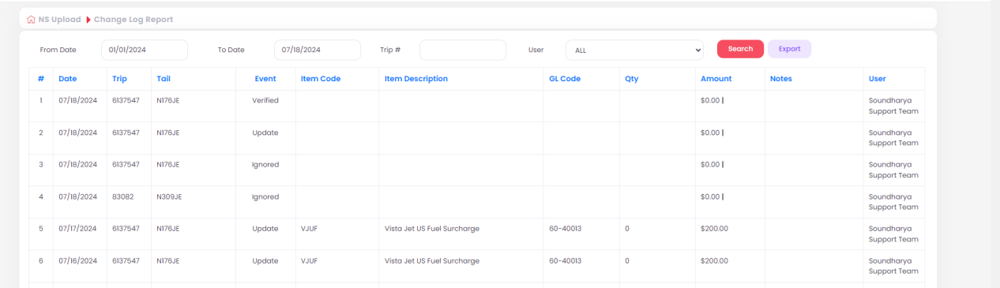 NS Upload Change Log Report
From Date 01/01/2024 To Date 07/18/2024 Trip # User ALL Search Export
# Date Trip Tail Event Item Code Item Description GL Code Qty Amount Notes User
1 07/18/2024 6137547 N176JE Verified $0.00 | Soundharya
Support Team
2 07/18/2024 6137547 N176JE Update $0.00 | Soundharya
Support Team
3 07/18/2024 6137547 N176JE Ignored $0.00 | Soundharya
Support Team
4 07/18/2024 83082 N309JE Ignored $0.00 | Soundharya
Support Team
5 07/17/2024 6137547 N176JE Update VJUF Vista Jet US Fuel Surcharge 60-40013 0 $200.00 Soundharya
Support Team
6 07/16/2024 6137547 N176JE Update VJUF Vista Jet US Fuel Surcharge 60-40013 0 $200.00 Soundharya
Support Team